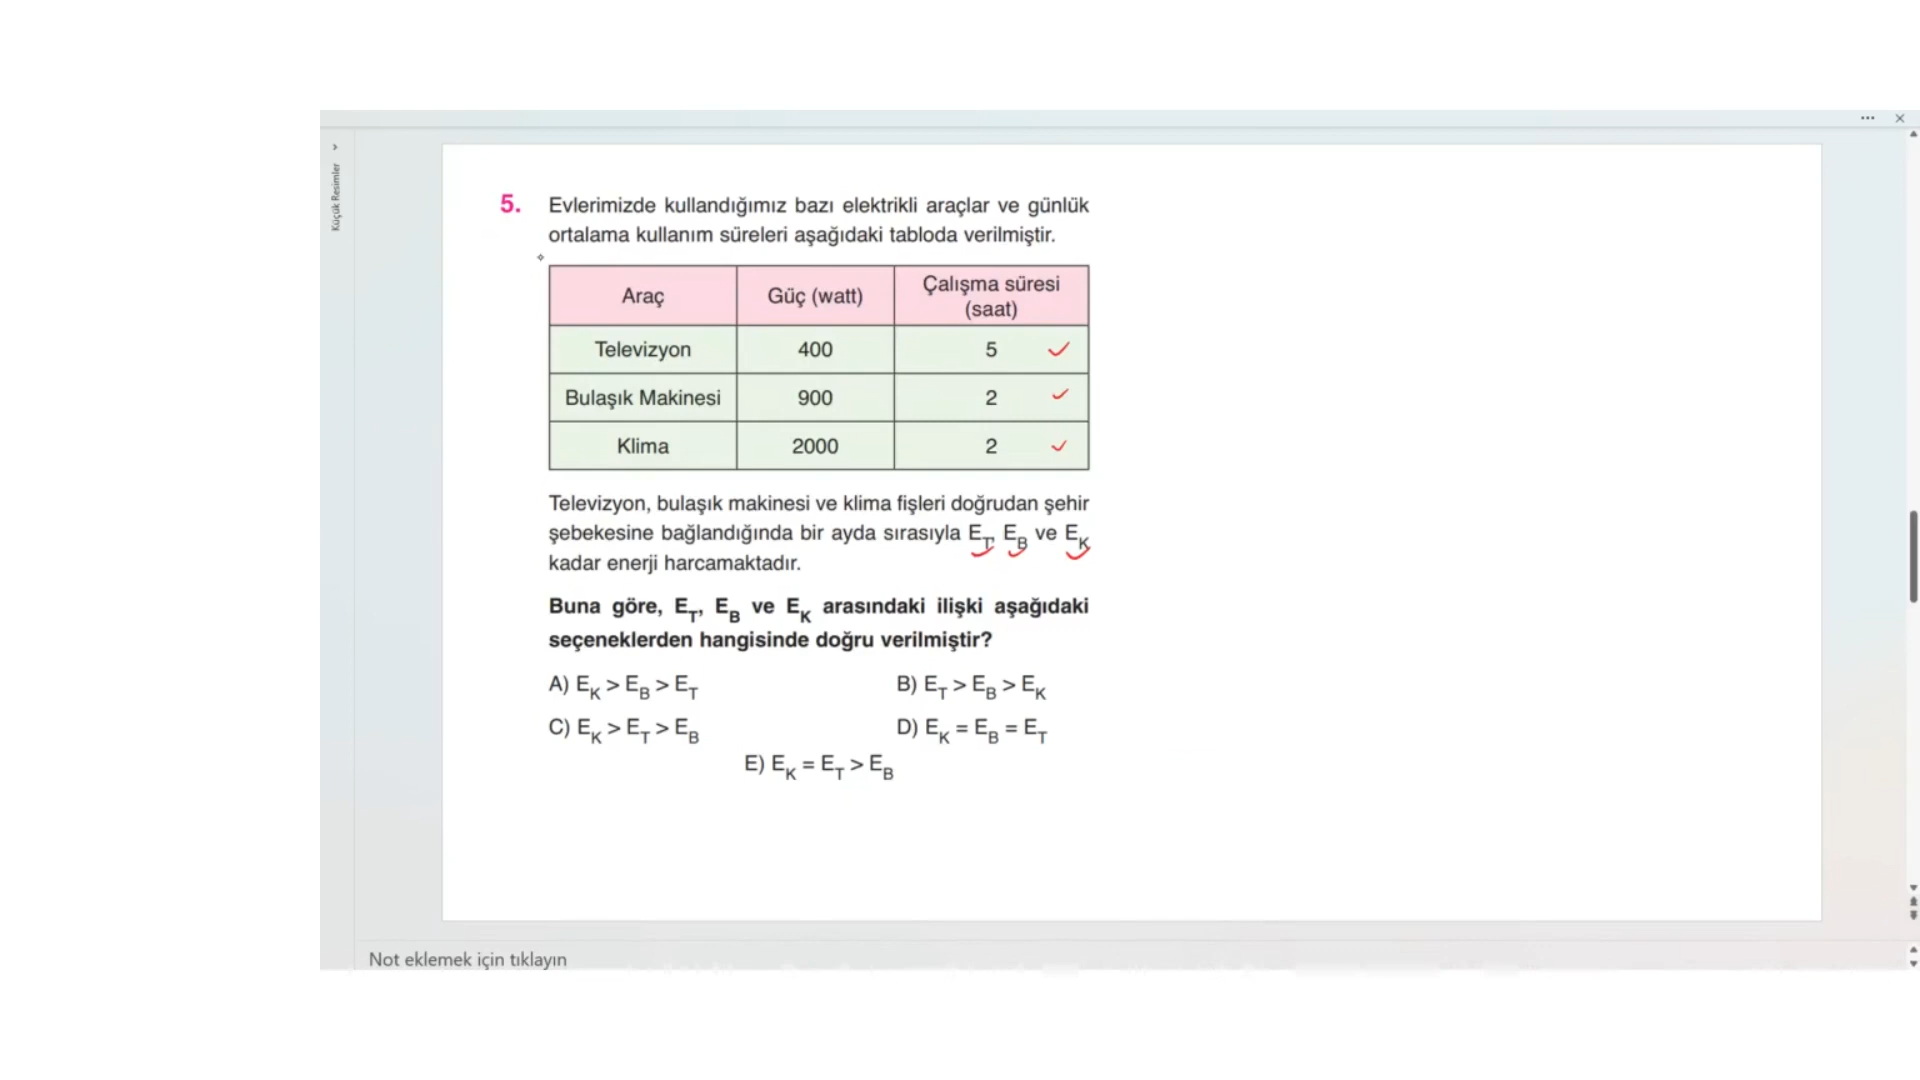 Küçük Resimler
5. Evlerimizde kullandığımız bazı elektrikli araçlar ve günlük
ortalama kullanım süreleri aşağıdaki tabloda verilmiştir.
Araç Güç (watt) Çalışma süresi (saat)
Televizyon 400 5
Bulaşık Makinesi 900 2
Klima 2000 2
Televizyon, bulaşık makinesi ve klima fişleri doğrudan şehir
şebekesine bağlandığında bir ayda sırasıyla E_T, E_B ve E_K
kadar enerji harcamaktadır.
Buna göre, E_T, E_B ve E_K arasındaki ilişki aşağıdaki
seçeneklerden hangisinde doğru verilmiştir?
A) E_K > E_B > E_T B) E_T > E_B > E_K
C) E_K > E_T > E_B D) E_K = E_B = E_T
E) E_K = E_T > E_B
Not eklemek için tıklayın